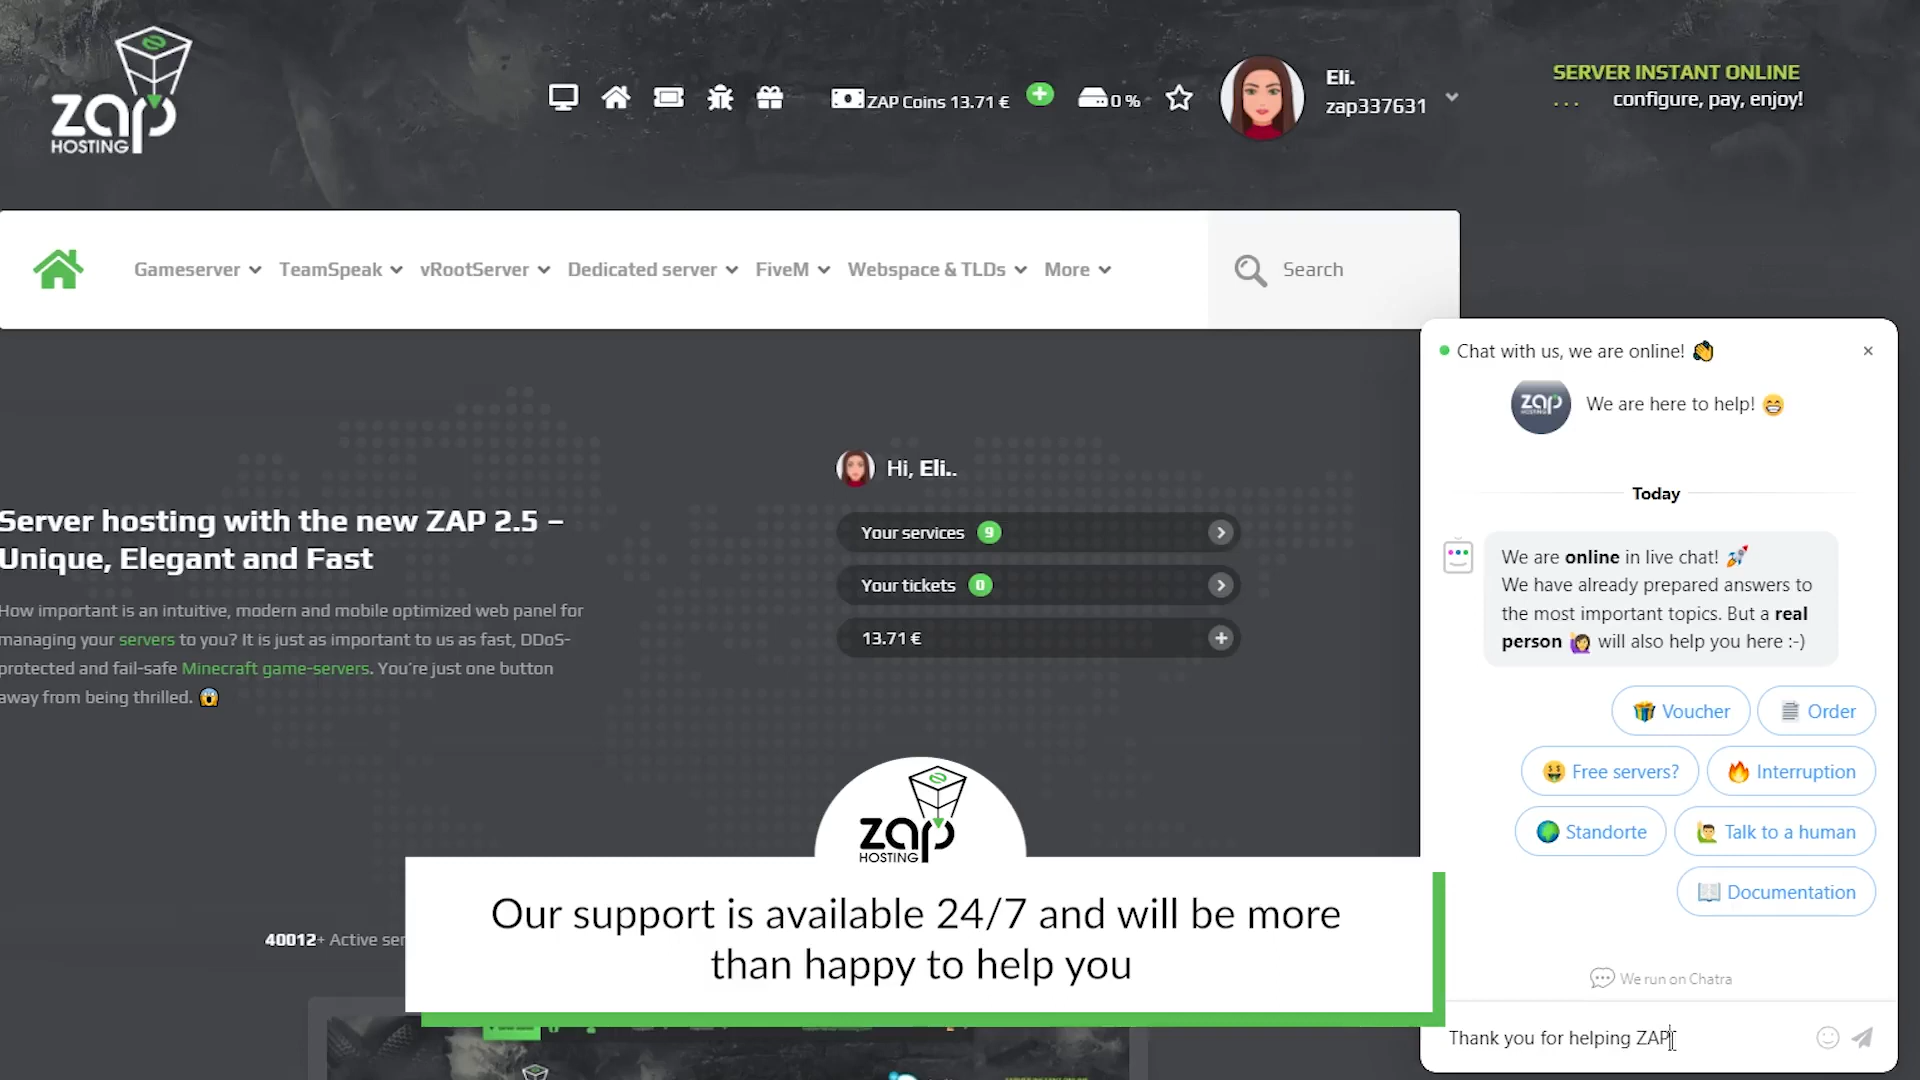 zap
HOSTING
ZAP Coins 13.71 €
0 %
Eli.
zap337631
SERVER INSTANT ONLINE
... configure, pay, enjoy!
Gameserver
TeamSpeak
vRootServer
Dedicated server
FiveM
Webspace & TLDs
More
Search
Server hosting with the new ZAP 2.5 –
Unique, Elegant and Fast
How important is an intuitive, modern and mobile optimized web panel for
managing your servers to you? It is just as important to us as fast, DDoS-
protected and fail-safe Minecraft game-servers. You're just one button
away from being thrilled. 😱
Hi, Eli..
Your services 9
Your tickets 0
13.71 €
40012+ Active ser
zap
HOSTING
Our support is available 24/7 and will be more
than happy to help you
Chat with us, we are online! 👏
zap
HOSTING
We are here to help! 😁
Today
We are online in live chat! 🚀
We have already prepared answers to
the most important topics. But a real
person 🙋‍♀️ will also help you here :-)
Voucher
Order
Free servers?
Interruption
Standorte
Talk to a human
Documentation
We run on Chatra
Thank you for helping ZAP